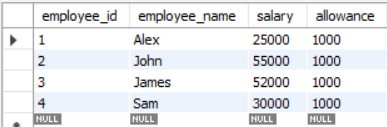 employee_id employee_name salary allowance
1 Alex 25000 1000
2 John 55000 1000
3 James 52000 1000
4 Sam 30000 1000
NULL NULL NULL NULL